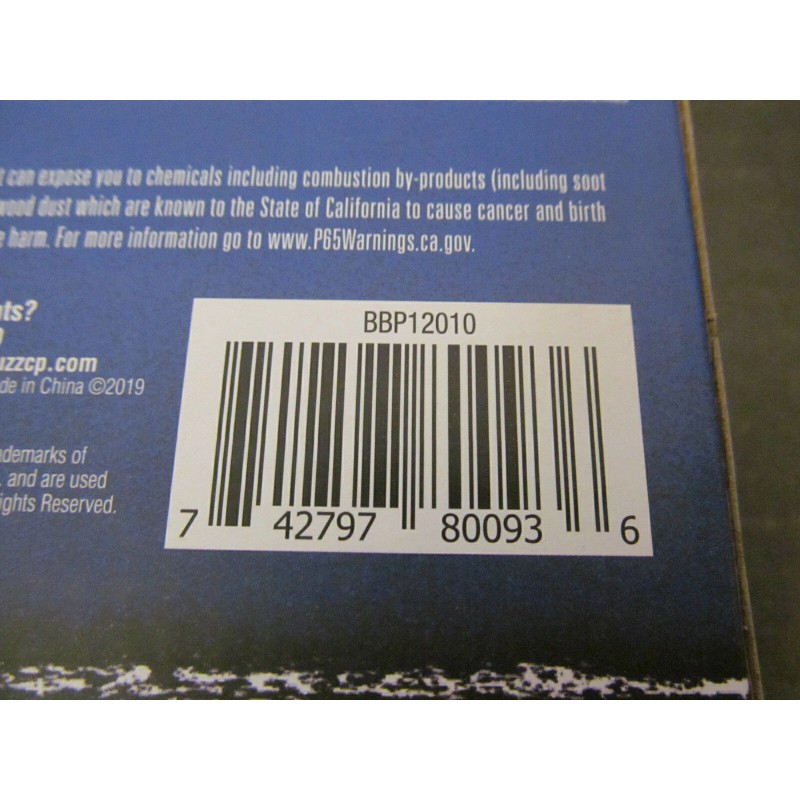 can expose you to chemicals including combustion by-products (including soot
wood dust which are known to the State of California to cause cancer and birth
harm. For more information go to www.P65Warnings.ca.gov.
BBP12010
7 42797 80093 6
uzzcp.com
de in China ©2019
demarks of
, and are used
ights Reserved.